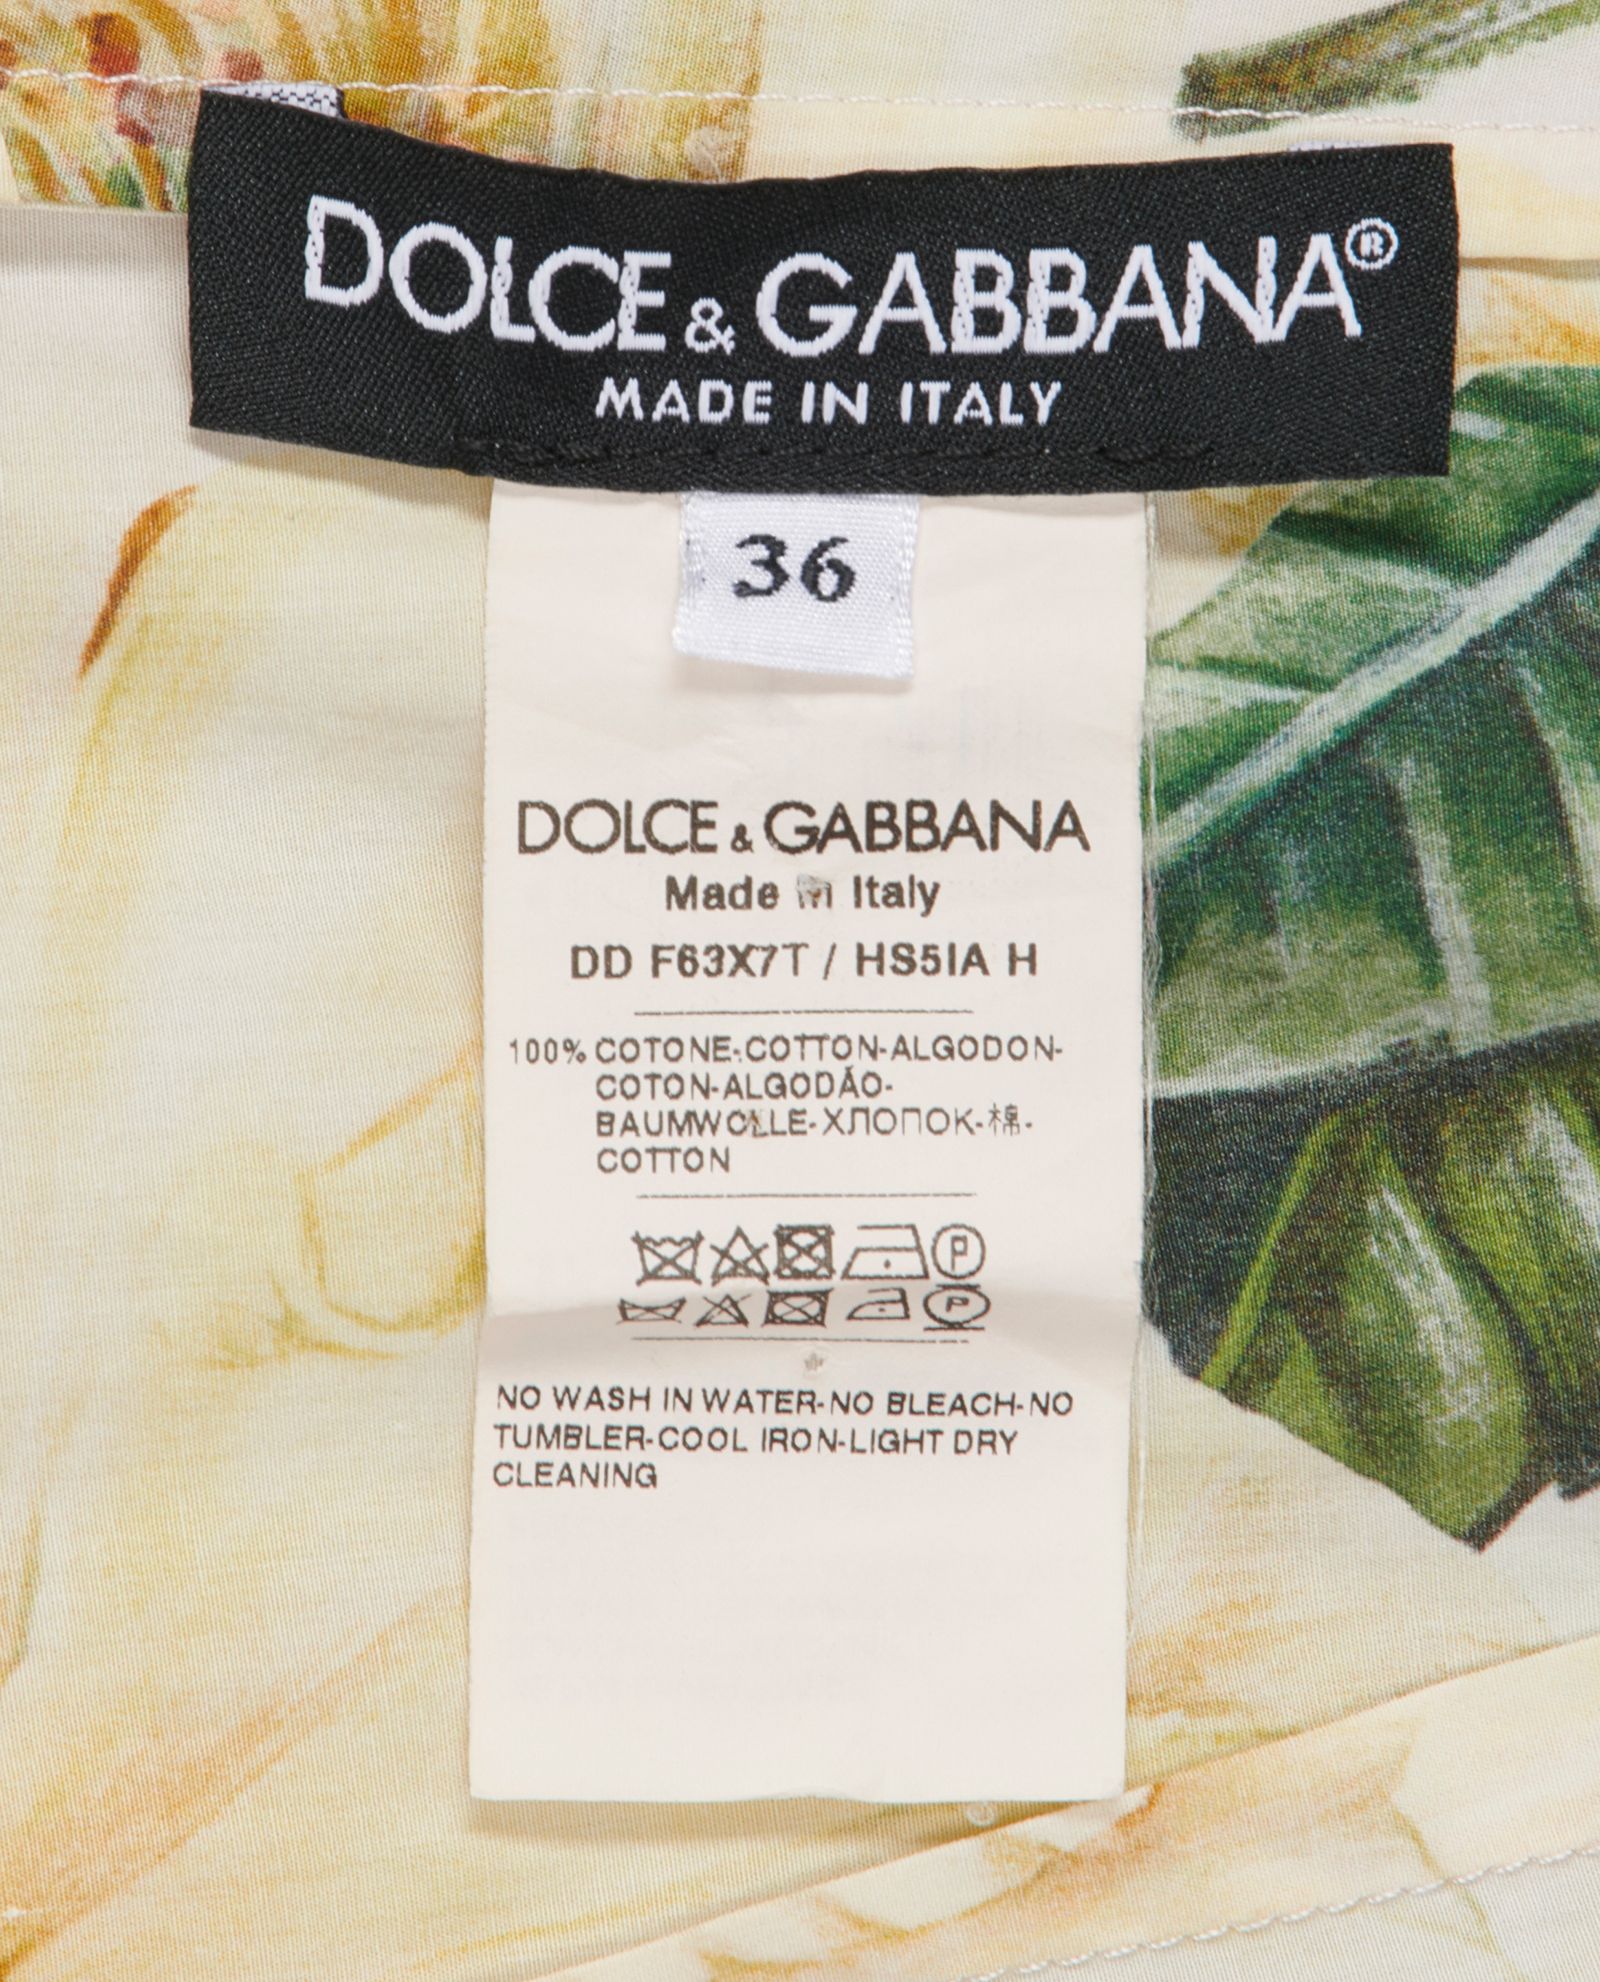 DOLCE & GABBANA®
MADE IN ITALY
36
DOLCE & GABBANA
Made in Italy
DD F63X7T / HS5IA H
100% COTONE-COTTON-ALGODON-
COTON-ALGODÃO-
BAUMWOLLE-ХЛОПОК-棉-
COTTON
P
P
NO WASH IN WATER-NO BLEACH-NO
TUMBLER-COOL IRON-LIGHT DRY
CLEANING